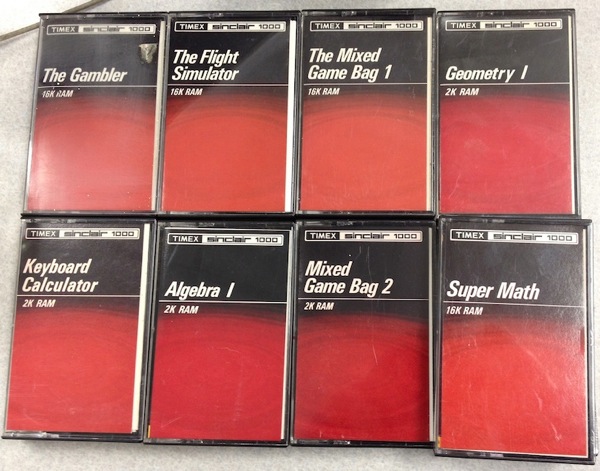 TIMEX sinclair 1000
The Gambler
16K RAM
TIMEX sinclair 1000
The Flight
Simulator
16K RAM
TIMEX sinclair 1000
The Mixed
Game Bag 1
16K RAM
TIMEX sinclair 1000
Geometry I
2K RAM
TIMEX sinclair 1000
Keyboard
Calculator
2K RAM
TIMEX sinclair 1000
Algebra I
2K RAM
TIMEX sinclair 1000
Mixed
Game Bag 2
2K RAM
TIMEX sinclair 1000
Super Math
16K RAM